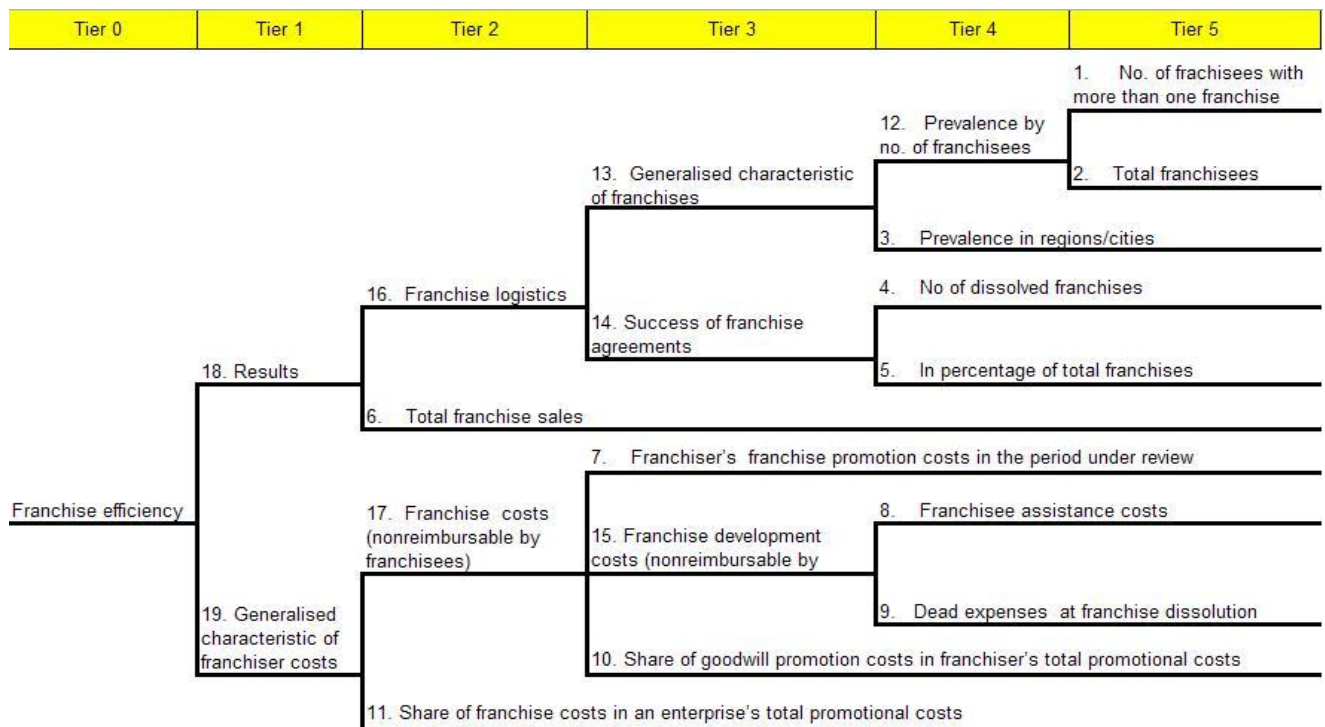 Tier 0 Tier 1 Tier 2 Tier 3 Tier 4 Tier 5
1. No. of frachisees with
more than one franchise
12. Prevalence by
no. of franchisees
13. Generalised characteristic
of franchises
2. Total franchisees
3. Prevalence in regions/cities
16. Franchise logistics
4. No of dissolved franchises
14. Success of franchise
agreements
18. Results
5. In percentage of total franchises
6. Total franchise sales
7. Franchiser's franchise promotion costs in the period under review
Franchise efficiency
17. Franchise costs
(nonreimbursable by
franchisees)
8. Franchisee assistance costs
15. Franchise development
costs (nonreimbursable by
19. Generalised
characteristic of
franchiser costs
9. Dead expenses at franchise dissolution
10. Share of goodwill promotion costs in franchiser's total promotional costs
11. Share of franchise costs in an enterprise's total promotional costs